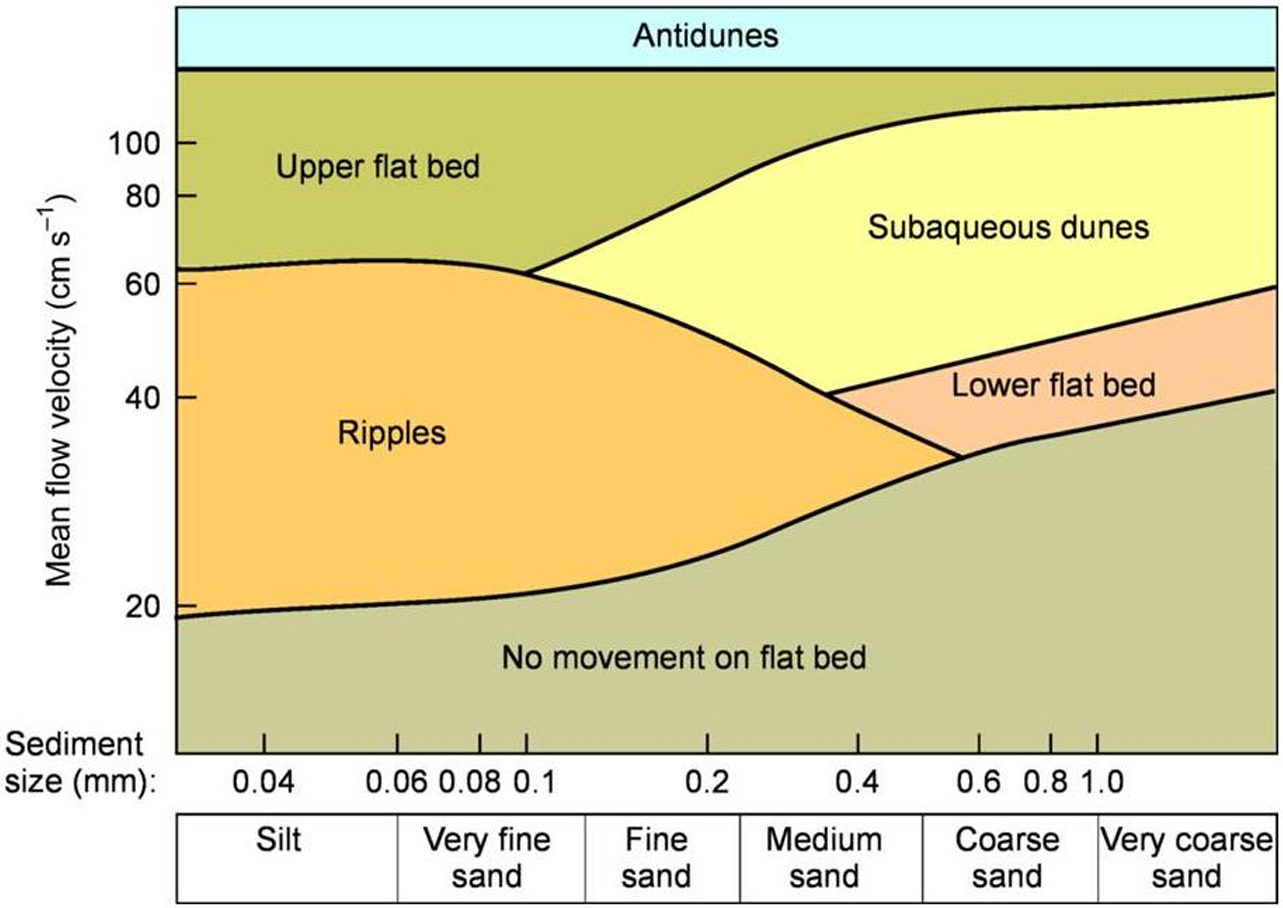 Antidunes
100
Upper flat bed
80
Subaqueous dunes
60
Mean flow velocity (cm s⁻¹)
Lower flat bed
40
Ripples
20
No movement on flat bed
Sediment
size (mm):
0.04 0.06 0.08 0.1 0.2 0.4 0.6 0.8 1.0
Silt
Very fine
sand
Fine
sand
Medium
sand
Coarse
sand
Very coarse
sand